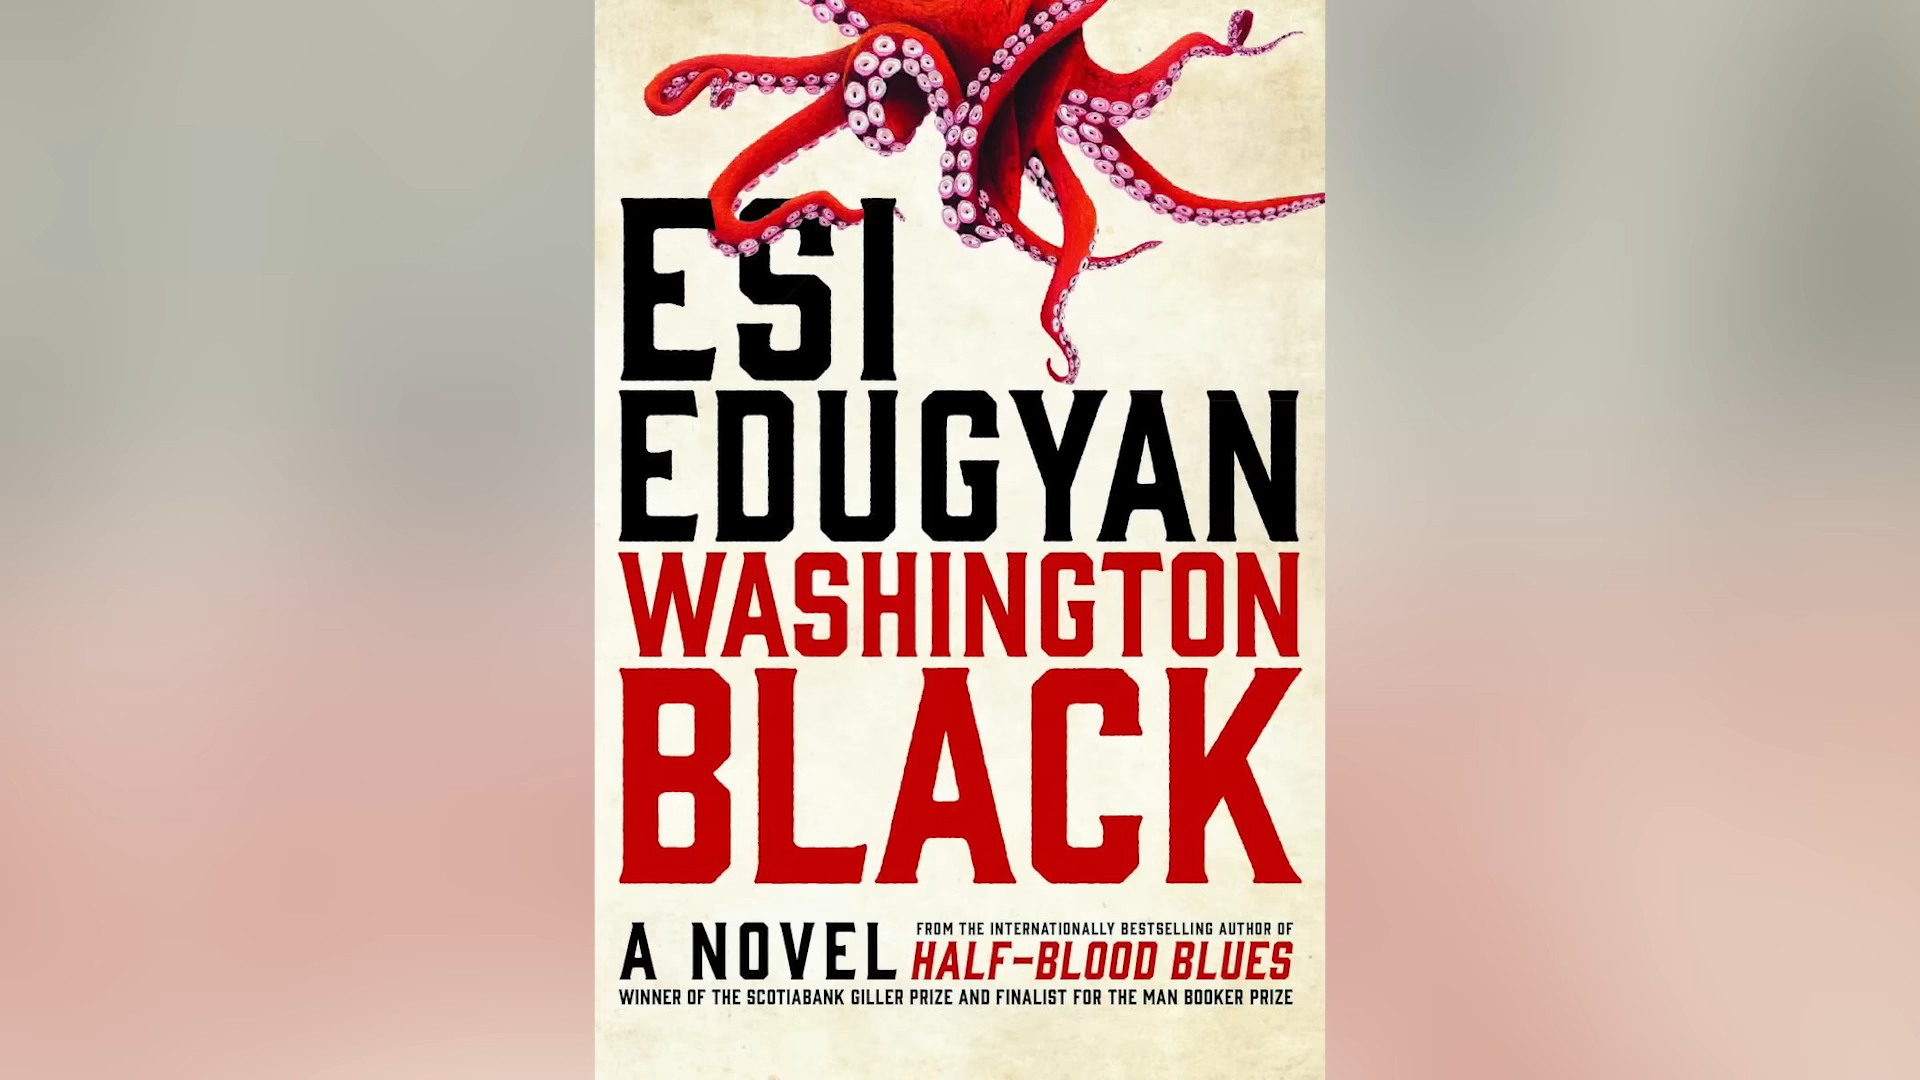 ESI
EDUGYAN
WASHINGTON
BLACK
A NOVEL
FROM THE INTERNATIONALLY BESTSELLING AUTHOR OF
HALF-BLOOD BLUES
WINNER OF THE SCOTIABANK GILLER PRIZE AND FINALIST FOR THE MAN BOOKER PRIZE